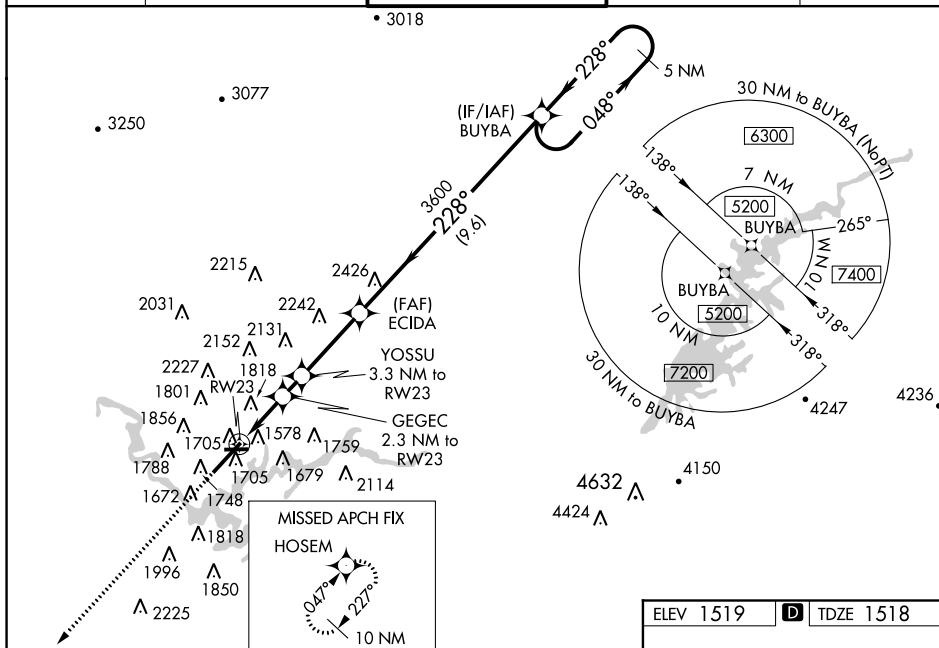 3018
3077
3250
228°
048°
5 NM
(IF/IAF)
BUYBA
3600
228°
(9.6)
30 NM to BUYBA (NoPT)
6300
138°
7 NM
5200
BUYBA
265°
10 NM
7400
318°
138°
BUYBA
5200
10 NM
318°
7200
30 NM to BUYBA
2215
2426
2031
2242
(FAF)
ECIDA
2131
2152
YOSSU
3.3 NM to
RW23
2227
1818
RW23
1801
GEGEC
2.3 NM to
RW23
1856
1705
1578
1759
1788
1705
1679
2114
1672
1748
1818
1996
1850
2225
MISSED APCH FIX
HOSEM
047°
227°
10 NM
4247
4236
4632
4150
4424
ELEV 1519 D TDZE 1518